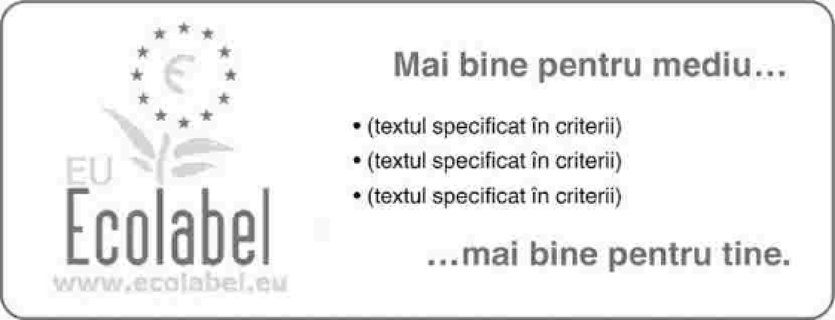 EU
Ecolabel
www.ecolabel.eu
Mai bine pentru mediu…
• (textul specificat în criterii)
• (textul specificat în criterii)
• (textul specificat în criterii)
…mai bine pentru tine.